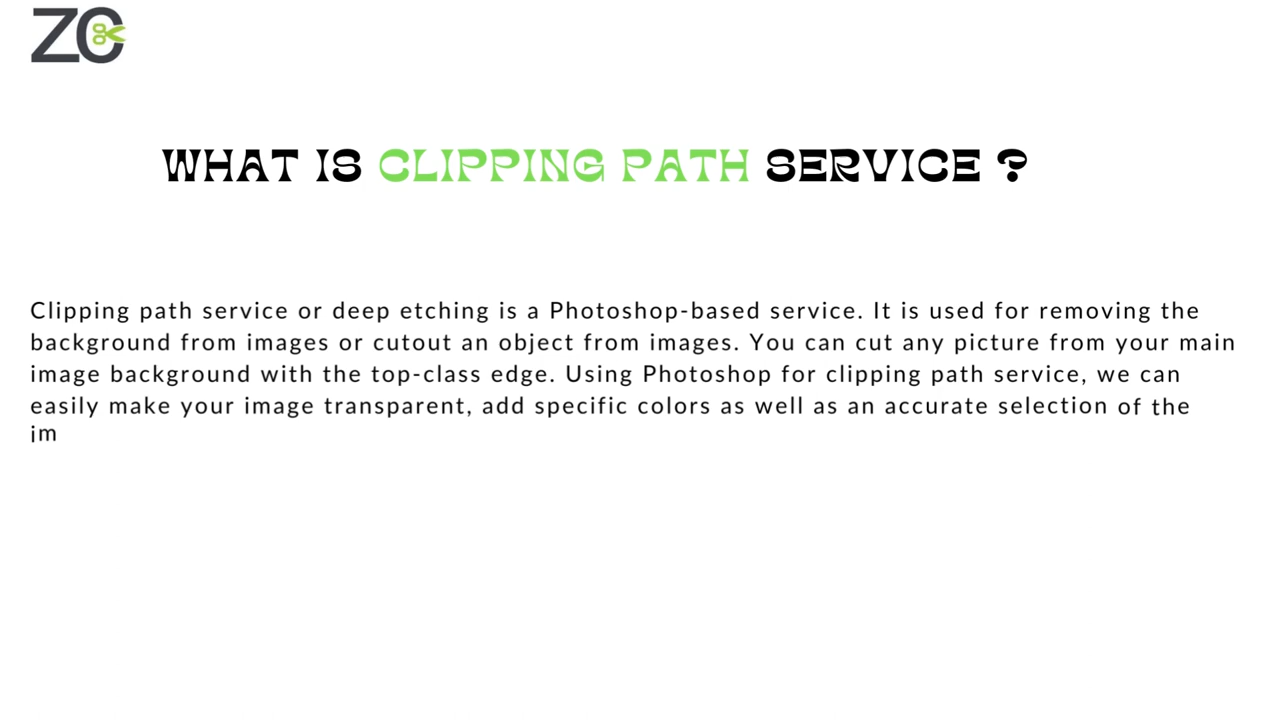 ZC
WHAT IS CLIPPING PATH SERVICE ?
Clipping path service or deep etching is a Photoshop-based service. It is used for removing the
background from images or cutout an object from images. You can cut any picture from your main
image background with the top-class edge. Using Photoshop for clipping path service, we can
easily make your image transparent, add specific colors as well as an accurate selection of the
im